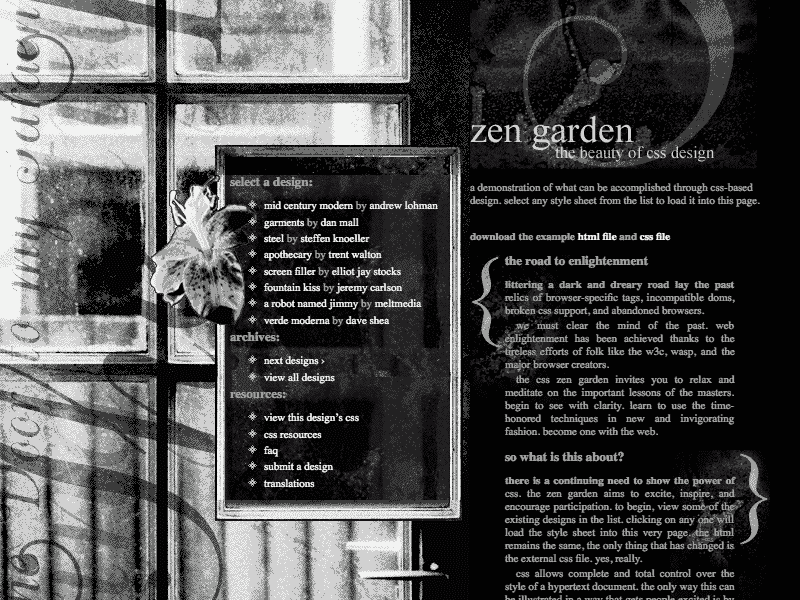 zen garden
the beauty of css design
a demonstration of what can be accomplished through css-based
design. select any style sheet from the list to load it into this page.
download the example html file and css file
the road to enlightenment
littering a dark and dreary road lay the past
relics of browser-specific tags, incompatible doms,
broken css support, and abandoned browsers.
we must clear the mind of the past. web
enlightenment has been achieved thanks to the
tireless efforts of folk like the w3c, wasp, and the
major browser creators.
the css zen garden invites you to relax and
meditate on the important lessons of the masters.
begin to see with clarity. learn to use the time-
honored techniques in new and invigorating
fashion. become one with the web.
so what is this about?
there is a continuing need to show the power of
css. the zen garden aims to excite, inspire, and
encourage participation. to begin, view some of the
existing designs in the list. clicking on any one will
load the style sheet into this very page. the html
remains the same, the only thing that has changed is
the external css file. yes, really.
css allows complete and total control over the
style of a hypertext document. the only way this can
be illustrated in a way that gets people excited is by
select a design:
mid century modern by andrew lohman
garments by dan mall
steel by steffen knoeller
apothecary by trent walton
screen filler by elliot jay stocks
fountain kiss by jeremy carlson
a robot named jimmy by meltmedia
verde moderna by dave shea
archives:
next designs ›
view all designs
resources:
view this design's css
css resources
faq
submit a design
translations
my